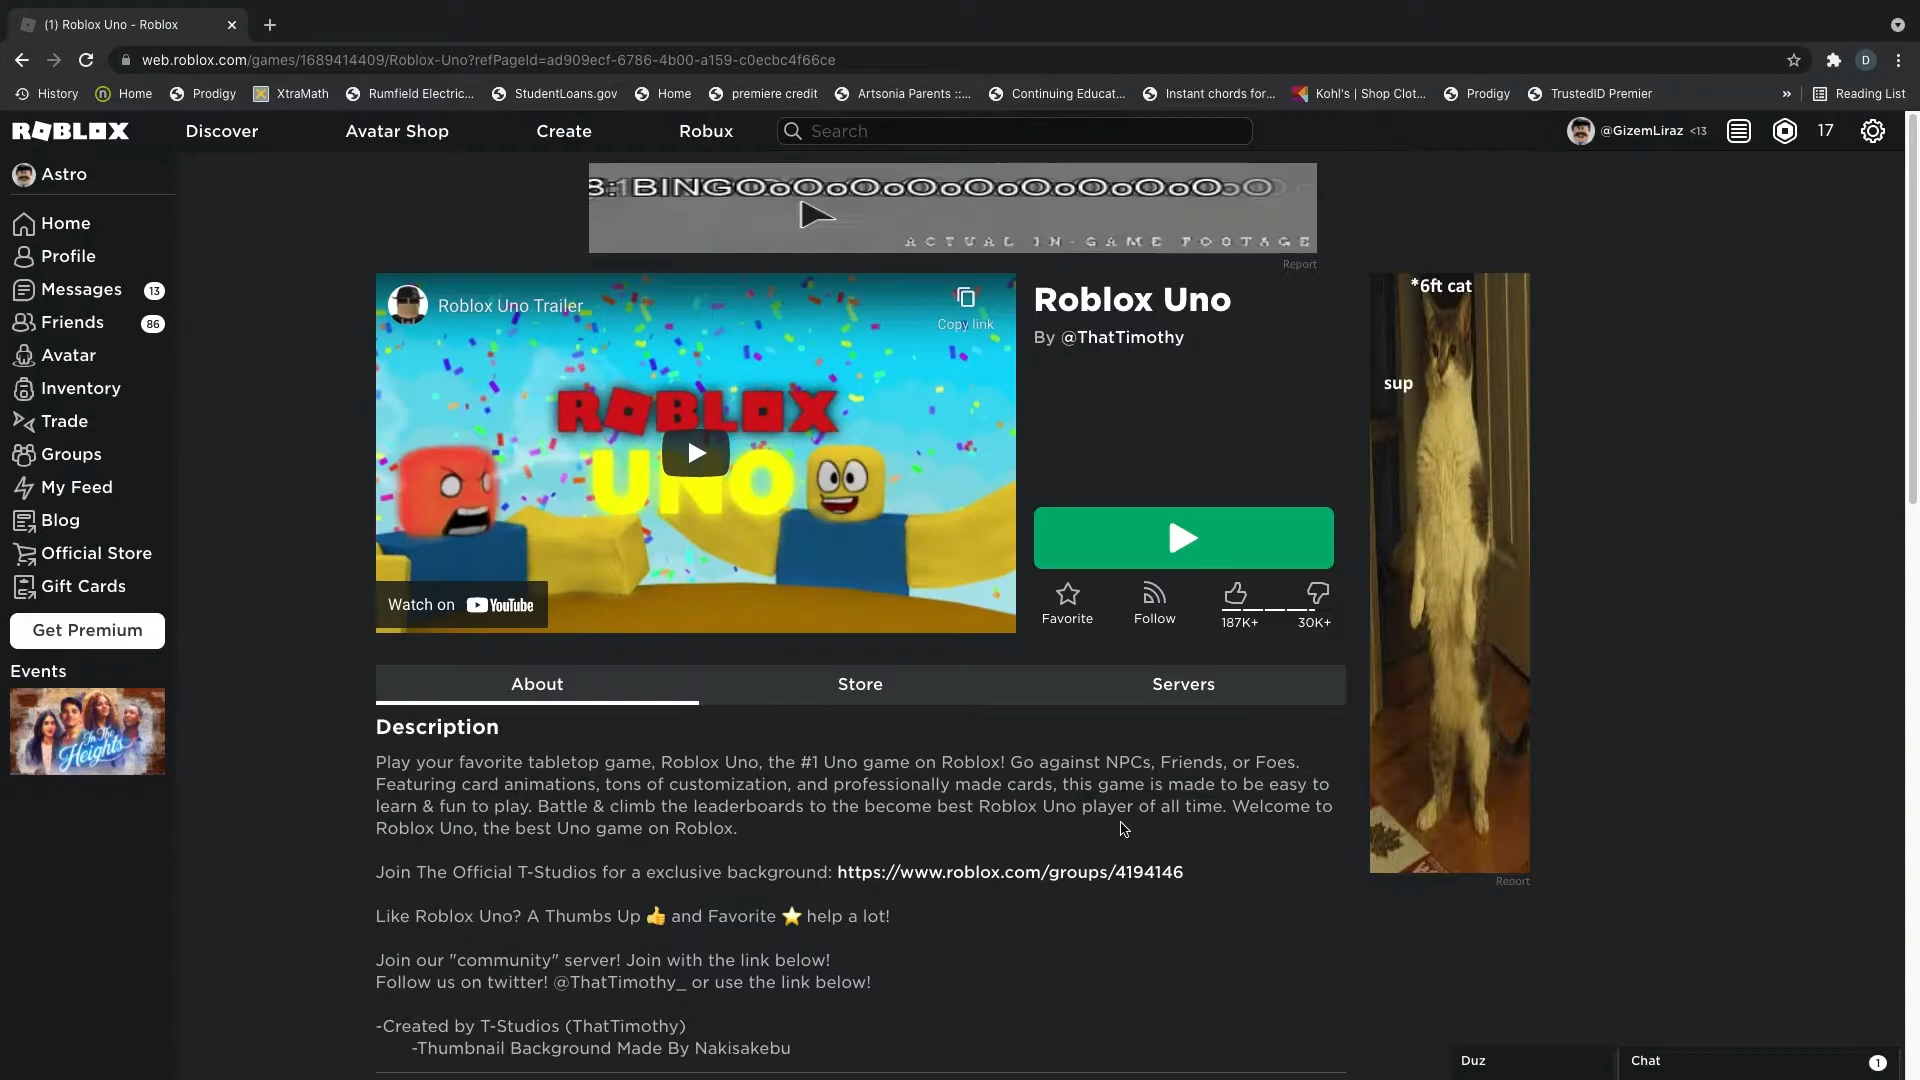 (1) Roblox Uno - Roblox
web.roblox.com/games/1689414409/Roblox-Uno?refPageId=ad909ecf-6786-4b00-a159-c0ecbc4f66ce
D
History Home Prodigy XtraMath Rumfield Electric... StudentLoans.gov Home premiere credit Artsonia Parents ::... Continuing Educat... Instant chords for... Kohl's | Shop Clot... Prodigy TrustedID Premier » Reading List
ROBLOX Discover Avatar Shop Create Robux Search @GizemLiraz <13 17
Astro
Home
Profile
Messages 13
Friends 86
Avatar
Inventory
Trade
Groups
My Feed
Blog
Official Store
Gift Cards
Get Premium
Events
In The Heights
3:1BINGOoOoOoOoOoOoOoOoOoOoO
ACTUAL IN-GAME FOOTAGE
Report
Roblox Uno Trailer
Copy link
ROBLOX
UNO
Watch on YouTube
Roblox Uno
By @ThatTimothy
Favorite Follow 187K+ 30K+
*6ft cat
sup
Report
About Store Servers
Description
Play your favorite tabletop game, Roblox Uno, the #1 Uno game on Roblox! Go against NPCs, Friends, or Foes.
Featuring card animations, tons of customization, and professionally made cards, this game is made to be easy to
learn & fun to play. Battle & climb the leaderboards to the become best Roblox Uno player of all time. Welcome to
Roblox Uno, the best Uno game on Roblox.
Join The Official T-Studios for a exclusive background: https://www.roblox.com/groups/4194146
Like Roblox Uno? A Thumbs Up 👍 and Favorite ⭐ help a lot!
Join our "community" server! Join with the link below!
Follow us on twitter! @ThatTimothy_ or use the link below!
-Created by T-Studios (ThatTimothy)
-Thumbnail Background Made By Nakisakebu
Duz Chat 1